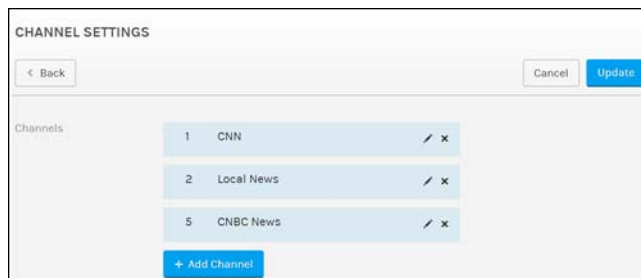 CHANNEL SETTINGS
< Back
Cancel
Update
Channels
1 CNN
2 Local News
5 CNBC News
+ Add Channel